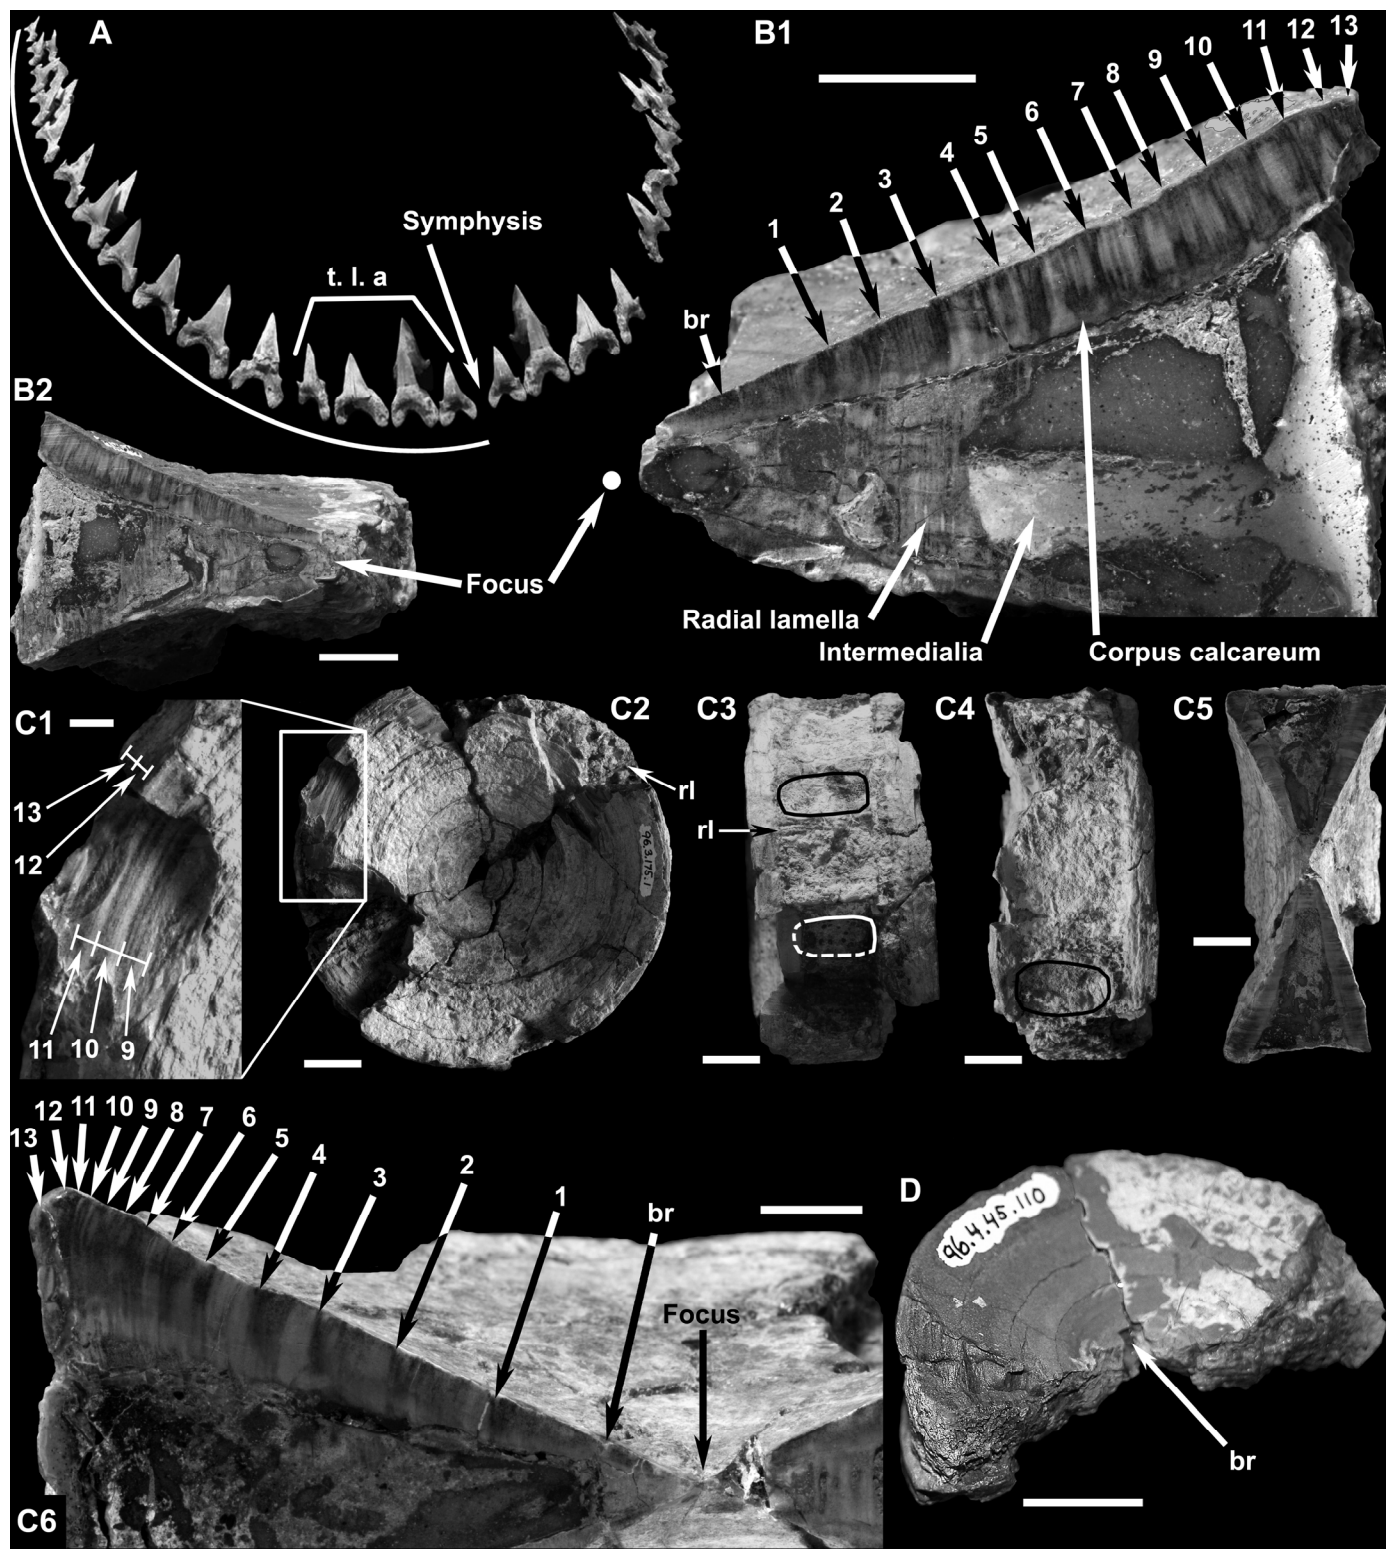 A
Symphysis
t. l. a
B1
1
2
3
4
5
6
7
8
9
10
11
12
13
br
Radial lamella
Intermedialia
Corpus calcareum
B2
Focus
C1
13
12
11
10
9
C2
rl
96.3.175.1
C3
rl
C4
C5
13
12
11
10
9
8
7
6
5
4
3
2
1
br
Focus
C6
D
96.4.45.110
br